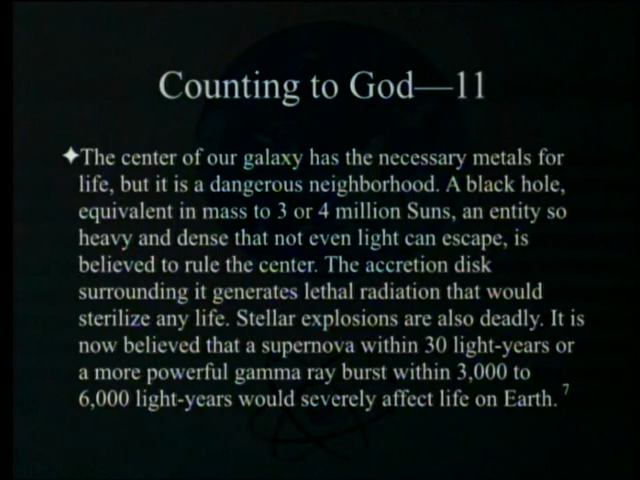 Counting to God—11
✦The center of our galaxy has the necessary metals for
life, but it is a dangerous neighborhood. A black hole,
equivalent in mass to 3 or 4 million Suns, an entity so
heavy and dense that not even light can escape, is
believed to rule the center. The accretion disk
surrounding it generates lethal radiation that would
sterilize any life. Stellar explosions are also deadly. It is
now believed that a supernova within 30 light-years or
a more powerful gamma ray burst within 3,000 to
6,000 light-years would severely affect life on Earth. 7